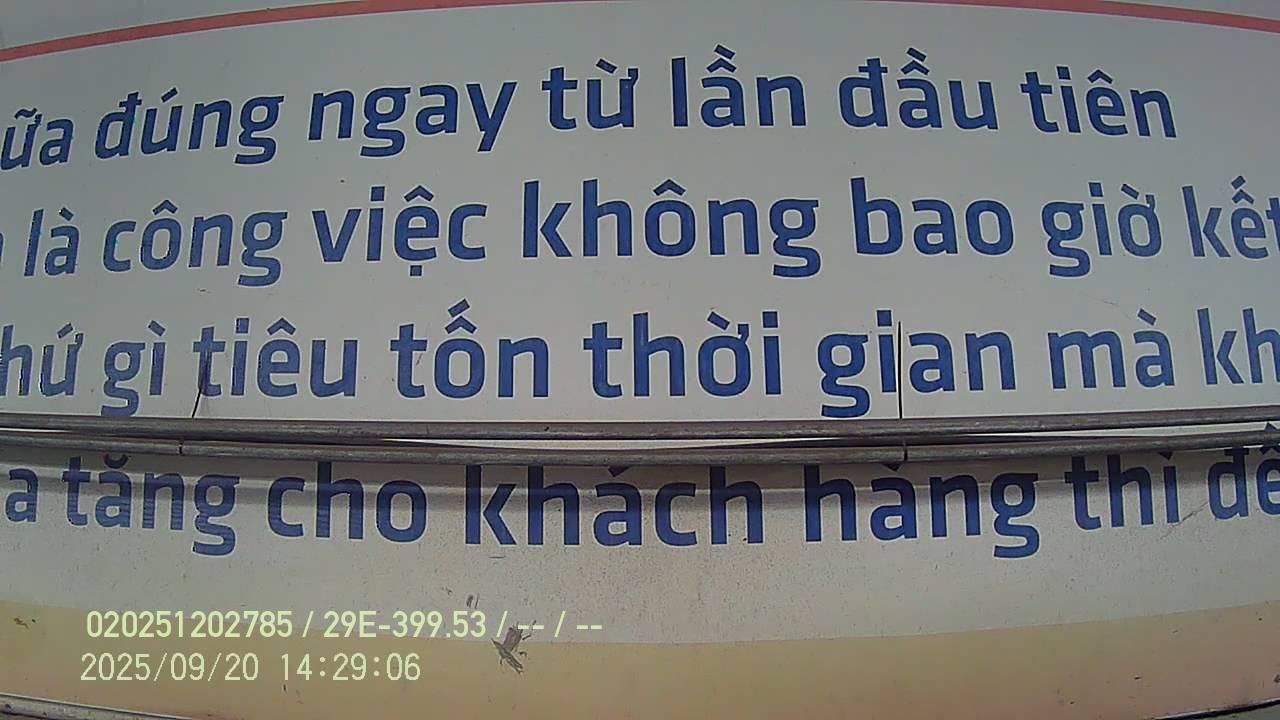 ữa đúng ngay từ lần đầu tiên
là công việc không bao giờ kết
hứ gì tiêu tốn thời gian mà kh
a tăng cho khách hàng thì đề
020251202785 / 29E-399.53 / -- / --
2025/09/20 14:29:06